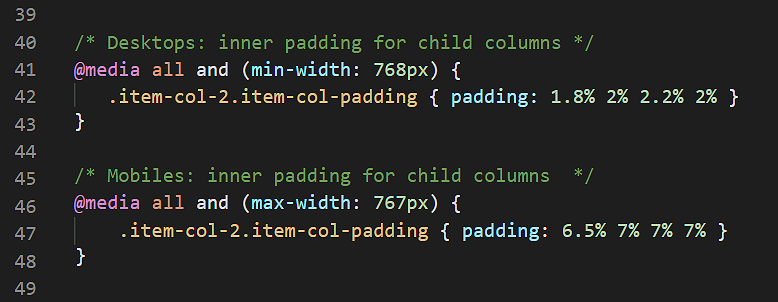 39
40 /* Desktops: inner padding for child columns */
41 @media all and (min-width: 768px) {
42 .item-col-2.item-col-padding { padding: 1.8% 2% 2.2% 2% }
43 }
44
45 /* Mobiles: inner padding for child columns  */
46 @media all and (max-width: 767px) {
47 .item-col-2.item-col-padding { padding: 6.5% 7% 7% 7% }
48 }
49